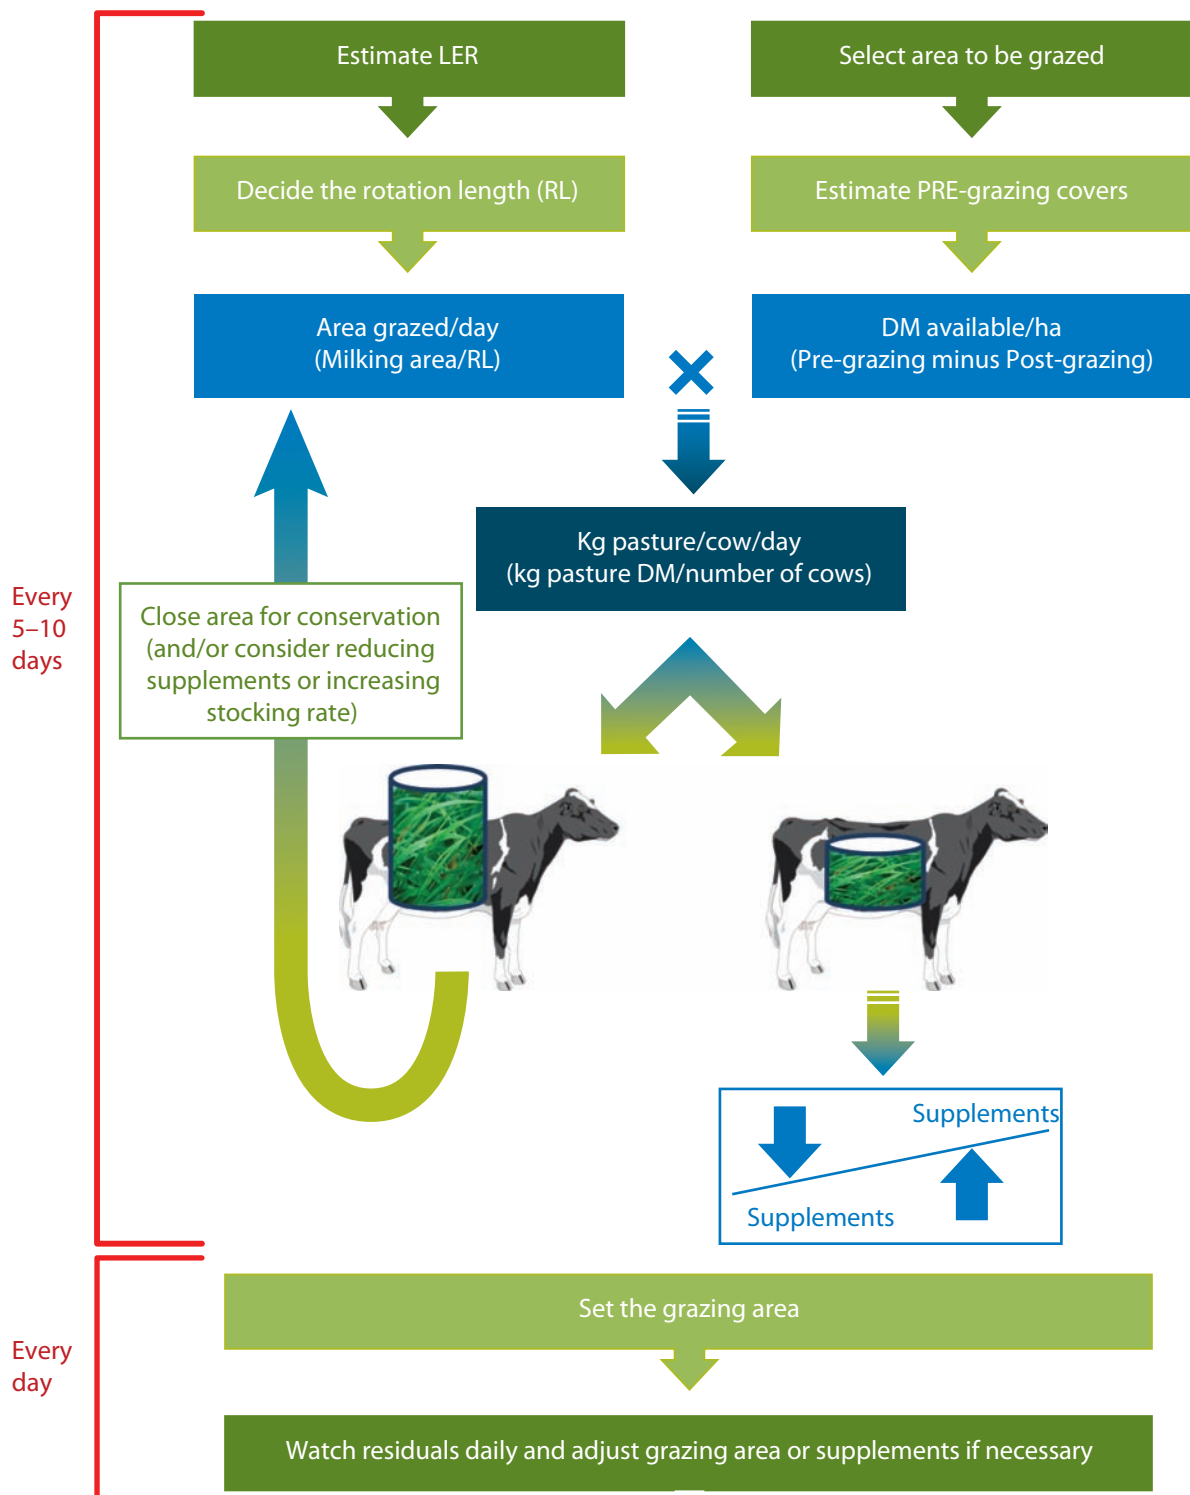 Estimate LER
Select area to be grazed
Decide the rotation length (RL)
Estimate PRE-grazing covers
Area grazed/day
(Milking area/RL)
DM available/ha
(Pre-grazing minus Post-grazing)
Kg pasture/cow/day
(kg pasture DM/number of cows)
Every
5–10
days
Close area for conservation
(and/or consider reducing
supplements or increasing
stocking rate)
Supplements
Supplements
Set the grazing area
Every
day
Watch residuals daily and adjust grazing area or supplements if necessary